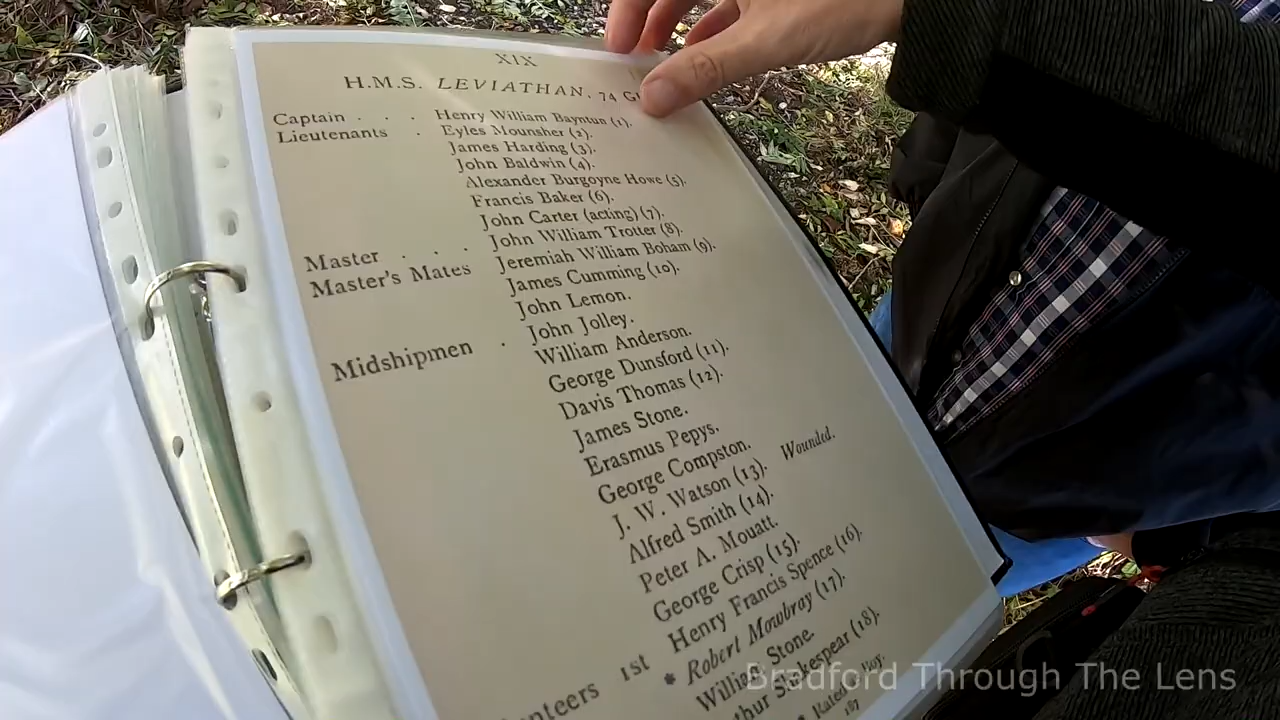 XIX
H.M.S. LEVIATHAN, 74
Captain . . . Henry William Bayntun (1).
Lieutenants . Eyles Mounsher (2).
James Harding (3).
John Baldwin (4).
Alexander Burgoyne Howe (5).
Francis Baker (6).
John Carter (acting) (7).
Master . . . John William Trotter (8).
Master's Mates Jeremiah William Boham (9).
James Cumming (10).
John Lemon.
John Jolley.
Midshipmen . William Anderson.
George Dunsford (11).
Davis Thomas (12).
James Stone.
Erasmus Pepys.
George Compston.
J. W. Watson (13). Wounded.
Alfred Smith (14).
Peter A. Mouatt.
George Crisp (15).
Henry Francis Spence (16).
1st * Robert Mowbray (17).
William Stone.
Shakespear (18).
* Rated Boy.
187
Bradford Through The Lens